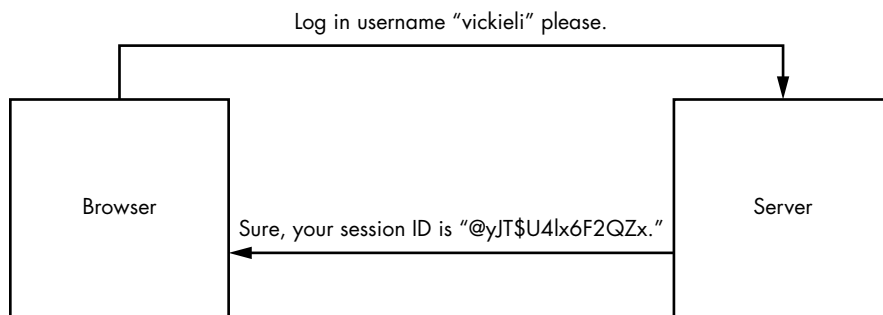 Log in username “vickieli” please.
Browser
Server
Sure, your session ID is “@yJT$U4lx6F2QZx.”